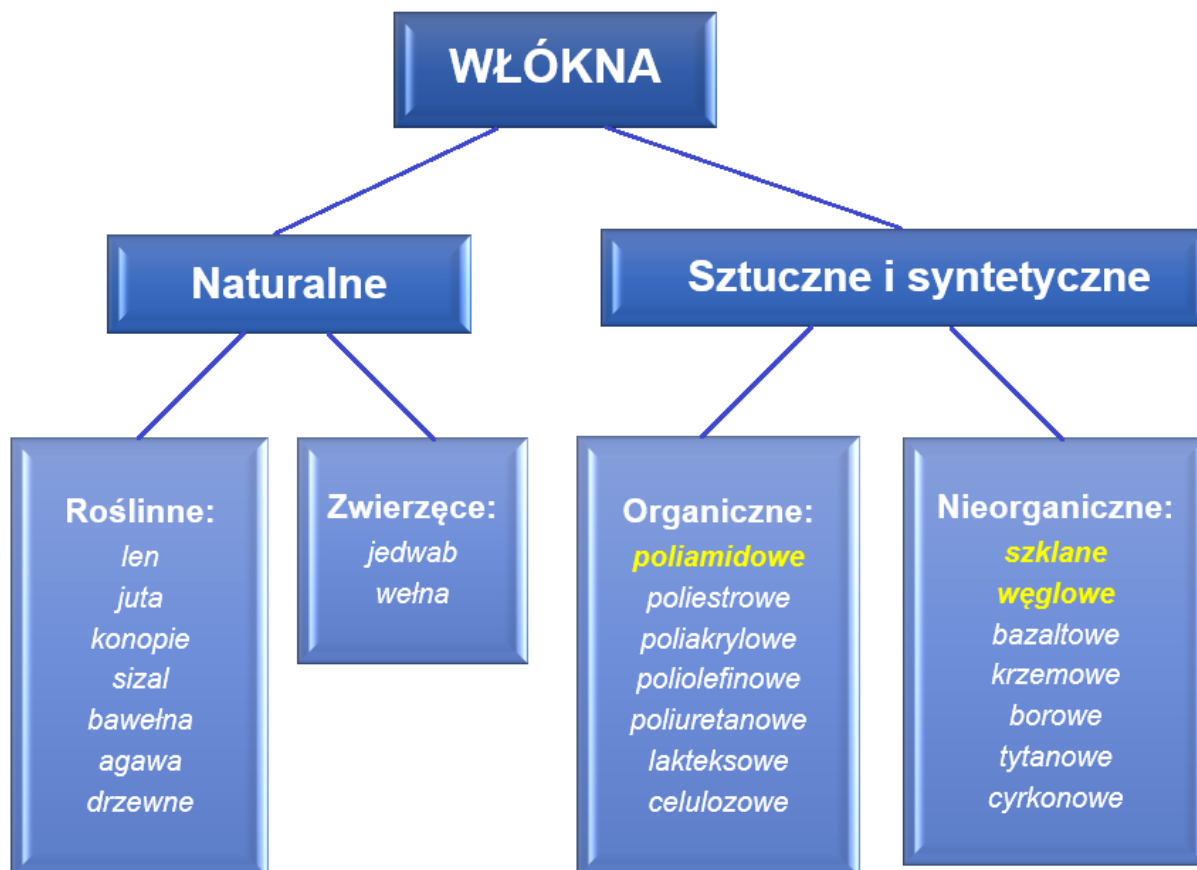 WŁÓKNA
Naturalne
Sztuczne i syntetyczne
Roślinne:
len
juta
konopie
sizal
bawełna
agawa
drzewne
Zwierzęce:
jedwab
wełna
Organiczne:
poliamidowe
poliestrowe
poliakrylowe
poliolefinowe
poliuretanowe
lakteksowe
celulozowe
Nieorganiczne:
szklane
węglowe
bazaltowe
krzemowe
borowe
tytanowe
cyrkonowe